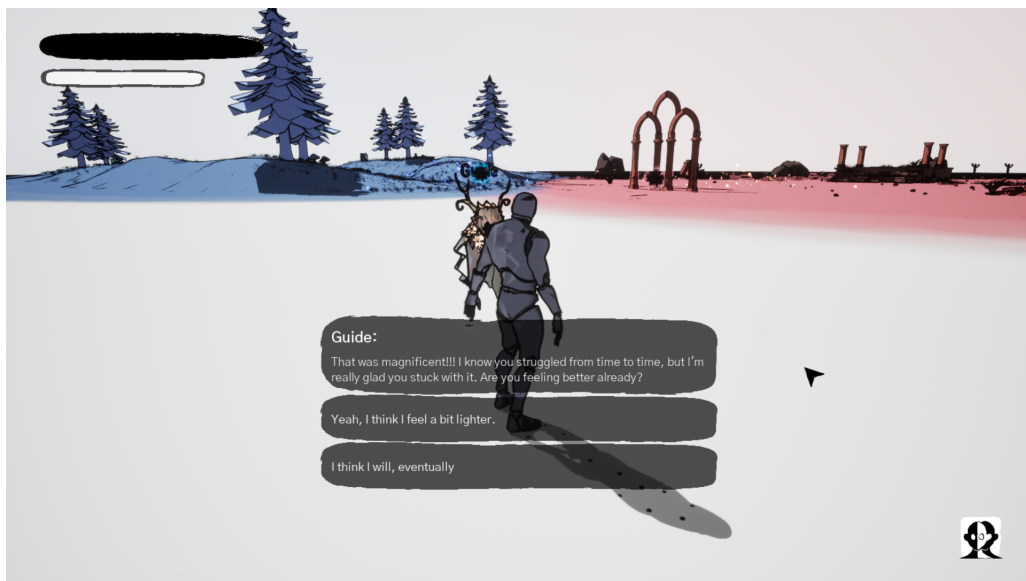 Guide
Guide:
That was magnificent!!! I know you struggled from time to time, but I'm
really glad you stuck with it. Are you feeling better already?
Yeah, I think I feel a bit lighter.
I think I will, eventually